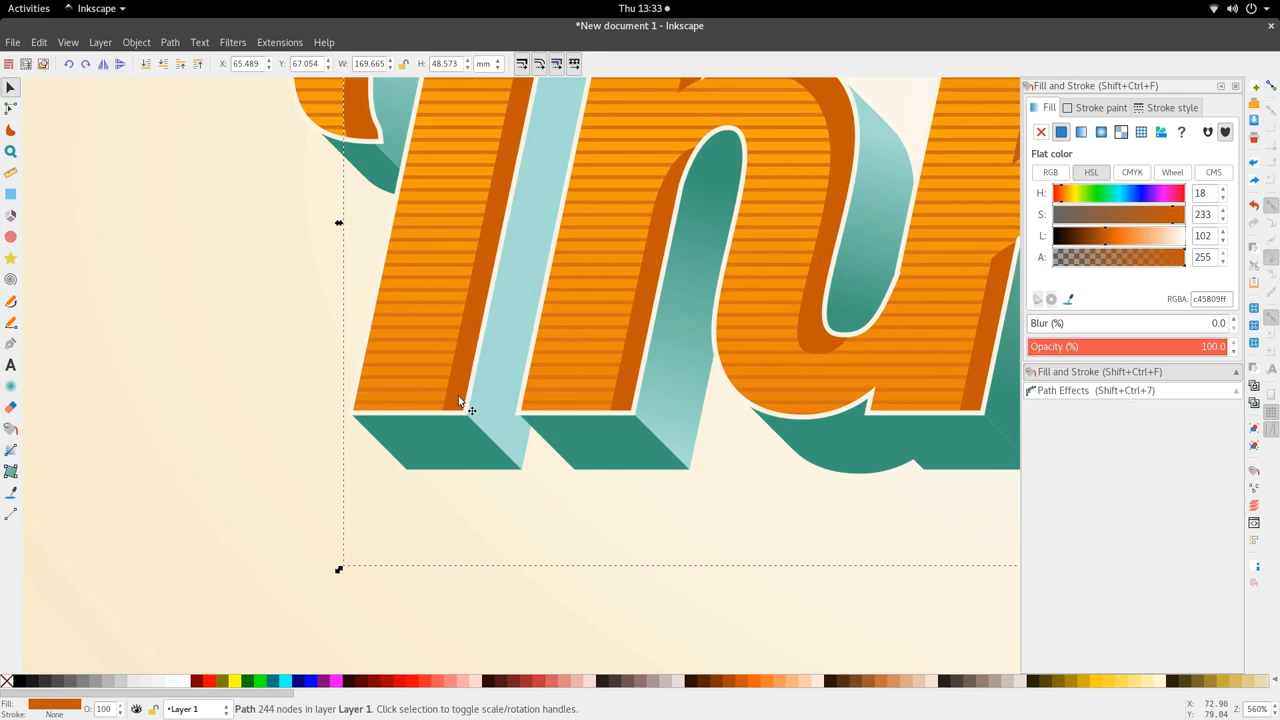 Activities Inkscape Thu 13:33
*New document 1 - Inkscape
File Edit View Layer Object Path Text Filters Extensions Help
X: 65.489 Y: 67.054 W: 169.665 H: 48.573 mm
Fill and Stroke (Shift+Ctrl+F)
Fill Stroke paint Stroke style
Flat color
RGB HSL CMYK Wheel CMS
H: 18
S: 233
L: 102
A: 255
RGBA: c45809ff
Blur (%) 0.0
Opacity (%) 100.0
Fill and Stroke (Shift+Ctrl+F)
Path Effects (Shift+Ctrl+7)
Fill: O: 100 •Layer 1 Path 244 nodes in layer Layer 1. Click selection to toggle scale/rotation handles. X: 72.90 Z: 560%
Stroke: None Y: 79.04